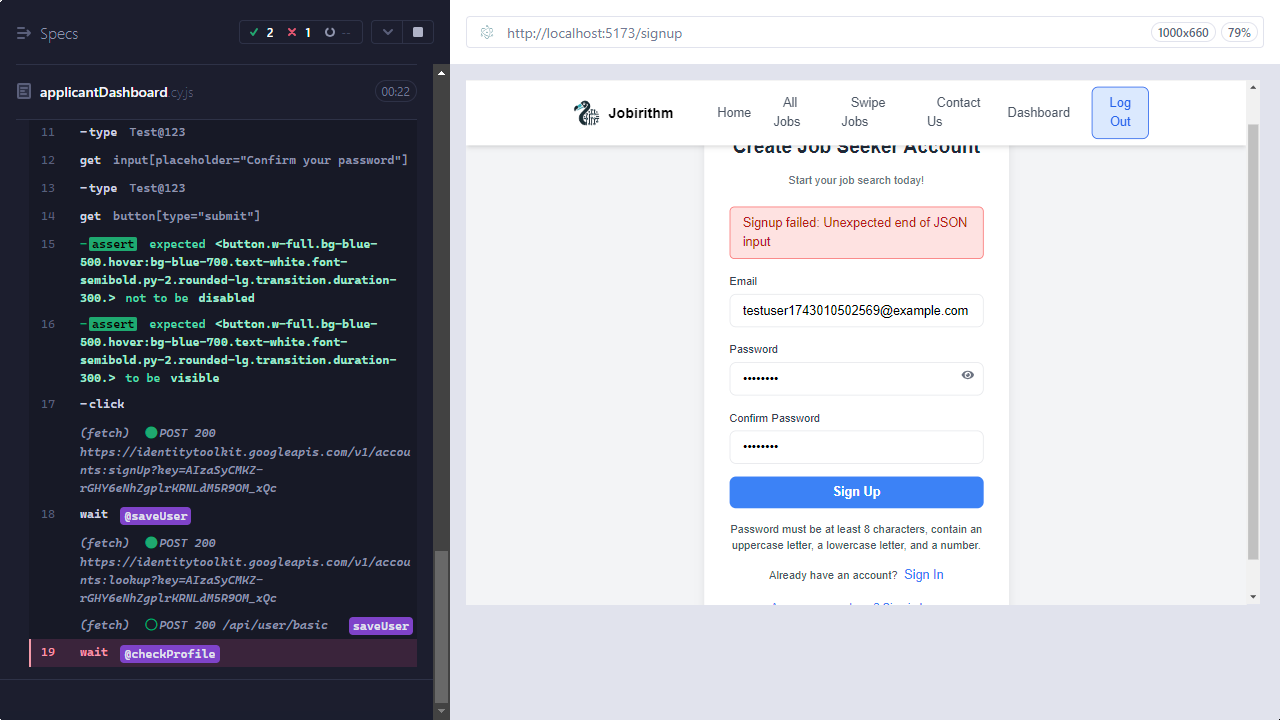 Specs
2
1
--
applicantDashboard.cy.js
00:22
11 -type Test@123
12 get input[placeholder="Confirm your password"]
13 -type Test@123
14 get button[type="submit"]
15 -assert expected <button.w-full.bg-blue-
500.hover:bg-blue-700.text-white.font-
semibold.py-2.rounded-lg.transition.duration-
300.> not to be disabled
16 -assert expected <button.w-full.bg-blue-
500.hover:bg-blue-700.text-white.font-
semibold.py-2.rounded-lg.transition.duration-
300.> to be visible
17 -click
(fetch) POST 200
https://identitytoolkit.googleapis.com/v1/accou
nts:signUp?key=AIzaSyCMKZ-
rGHY6eNhZgplrKRNLdM5R9OM_xQc
18 wait @saveUser
(fetch) POST 200
https://identitytoolkit.googleapis.com/v1/accou
nts:lookup?key=AIzaSyCMKZ-
rGHY6eNhZgplrKRNLdM5R9OM_xQc
(fetch) POST 200 /api/user/basic saveUser
19 wait @checkProfile
http://localhost:5173/signup
1000x660
79%
Jobirithm
Home
All
Jobs
Swipe
Jobs
Contact
Us
Dashboard
Log
Out
Create Job Seeker Account
Start your job search today!
Signup failed: Unexpected end of JSON
input
Email
testuser1743010502569@example.com
Password
••••••••
Confirm Password
••••••••
Sign Up
Password must be at least 8 characters, contain an
uppercase letter, a lowercase letter, and a number.
Already have an account? Sign In